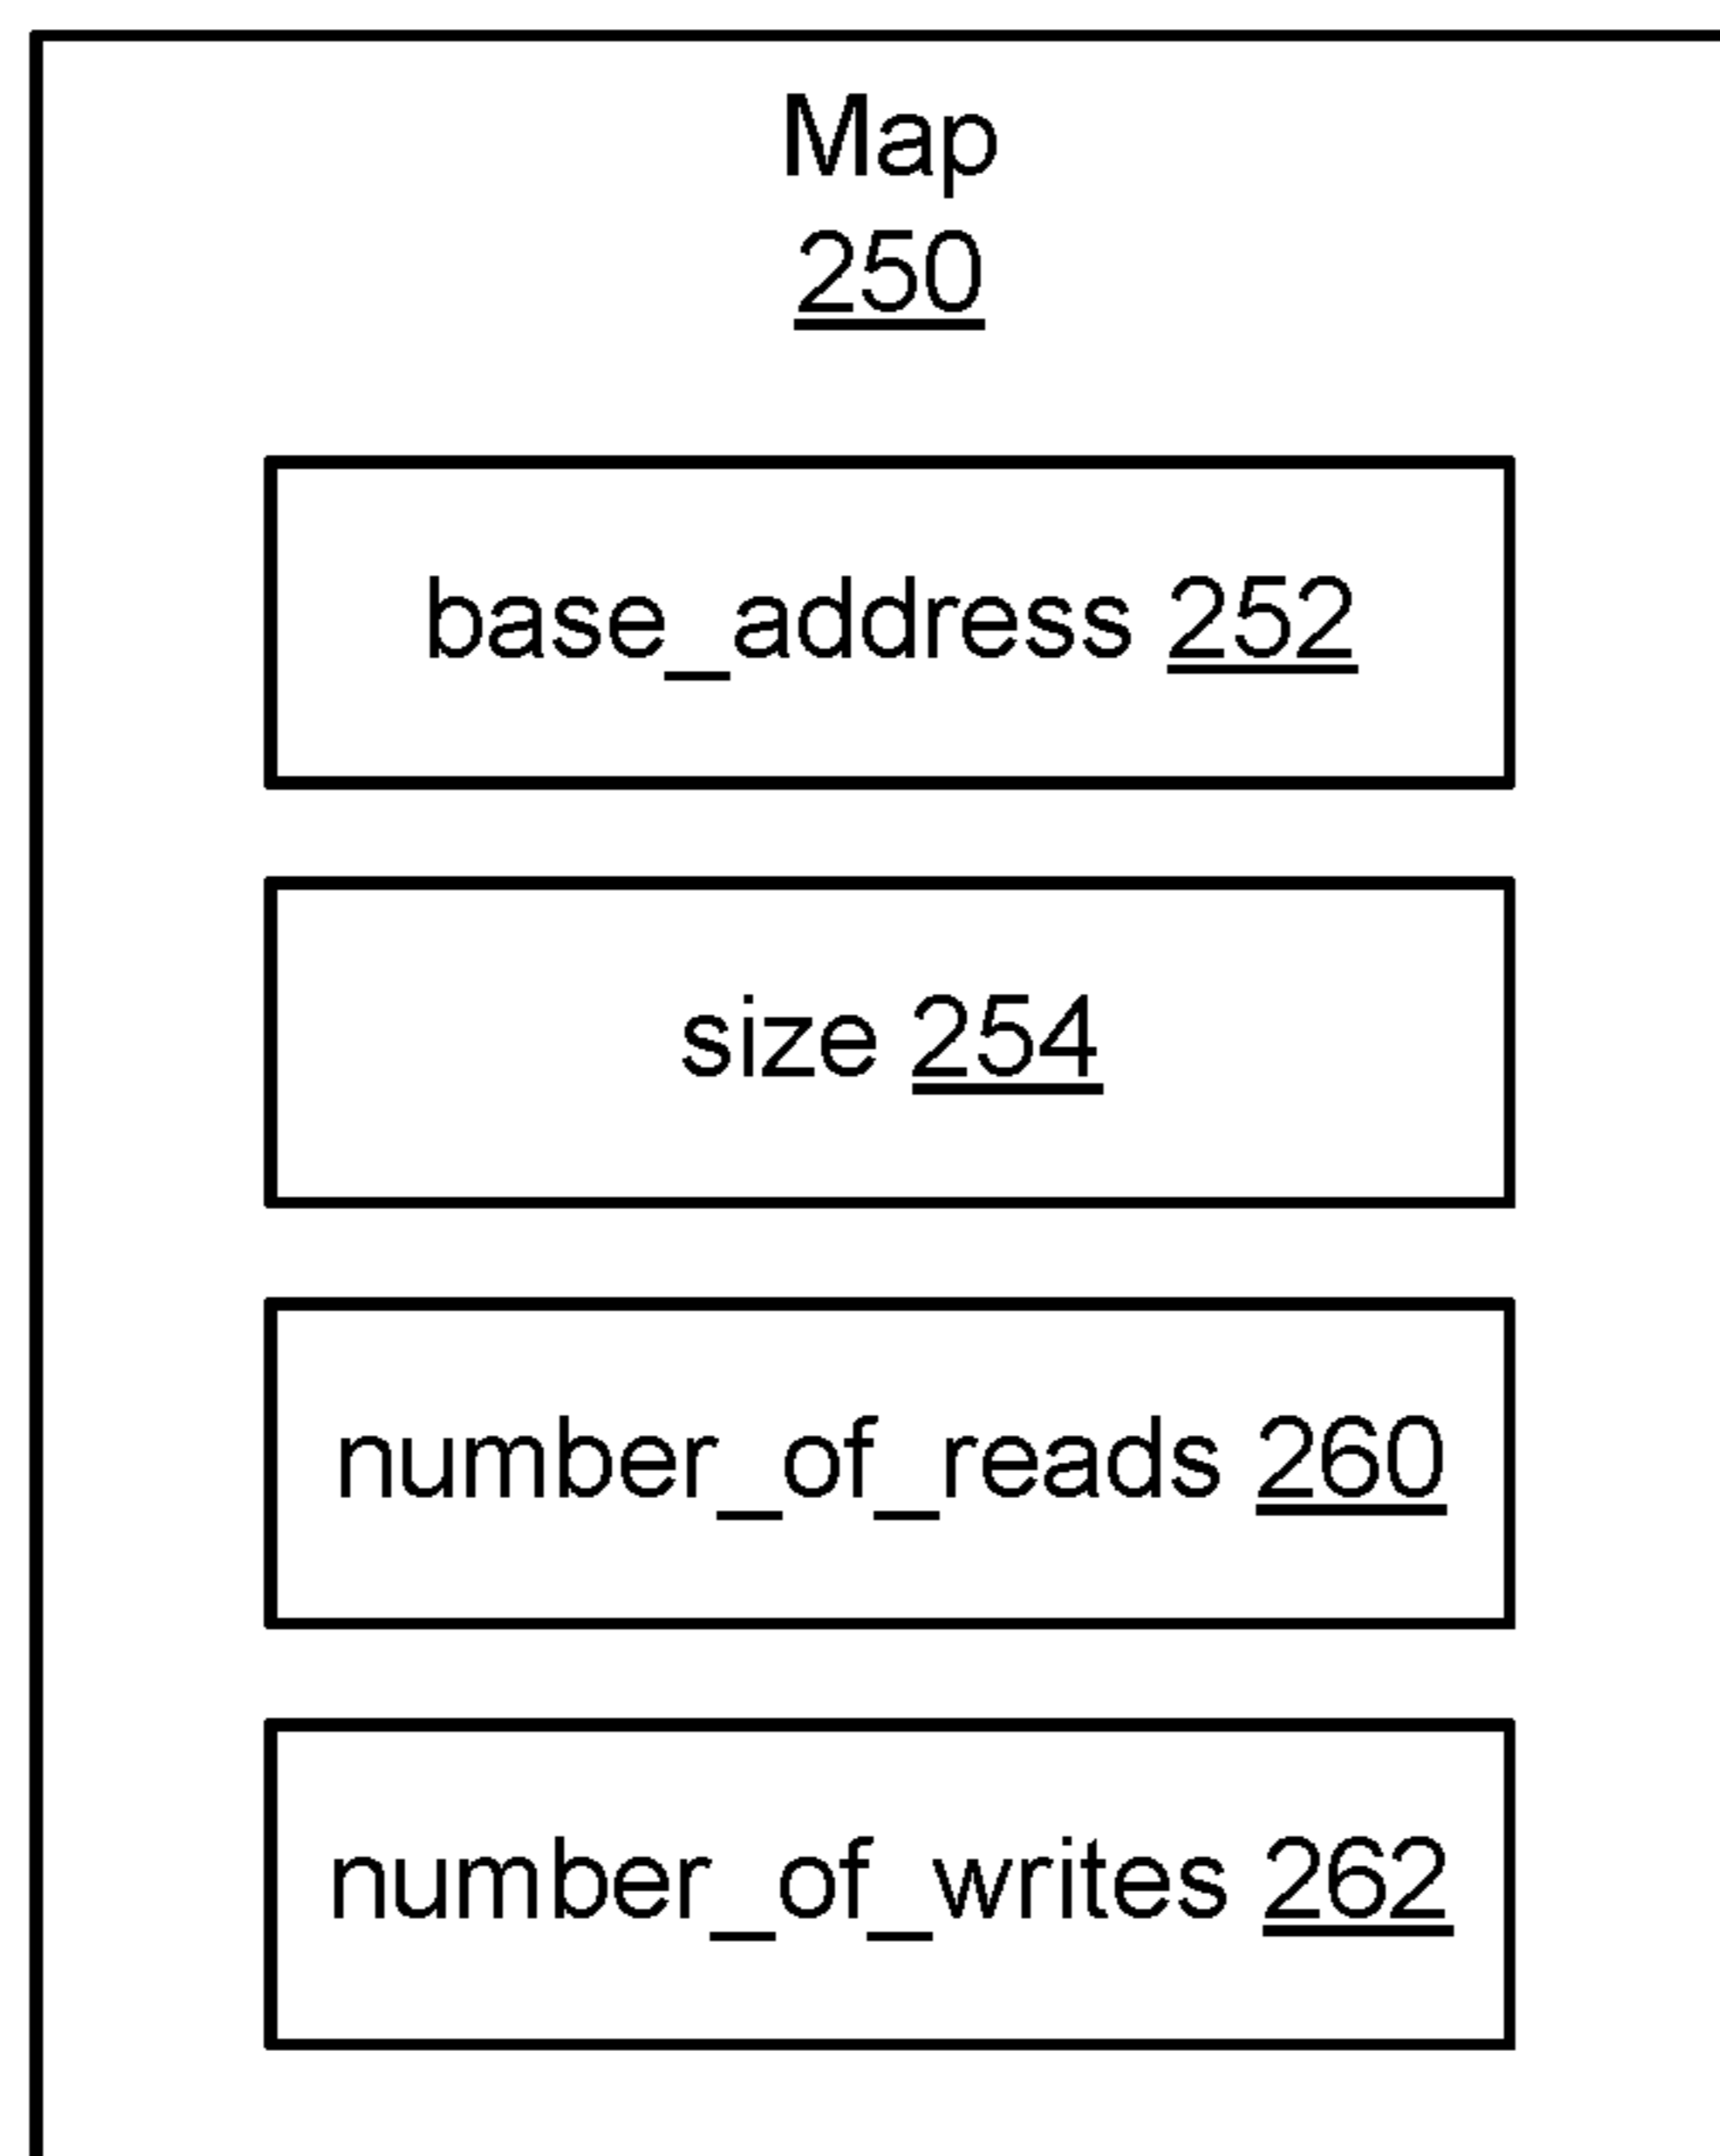 Map
250
base_address 252
size 254
number_of_reads 260
number_of_writes 262